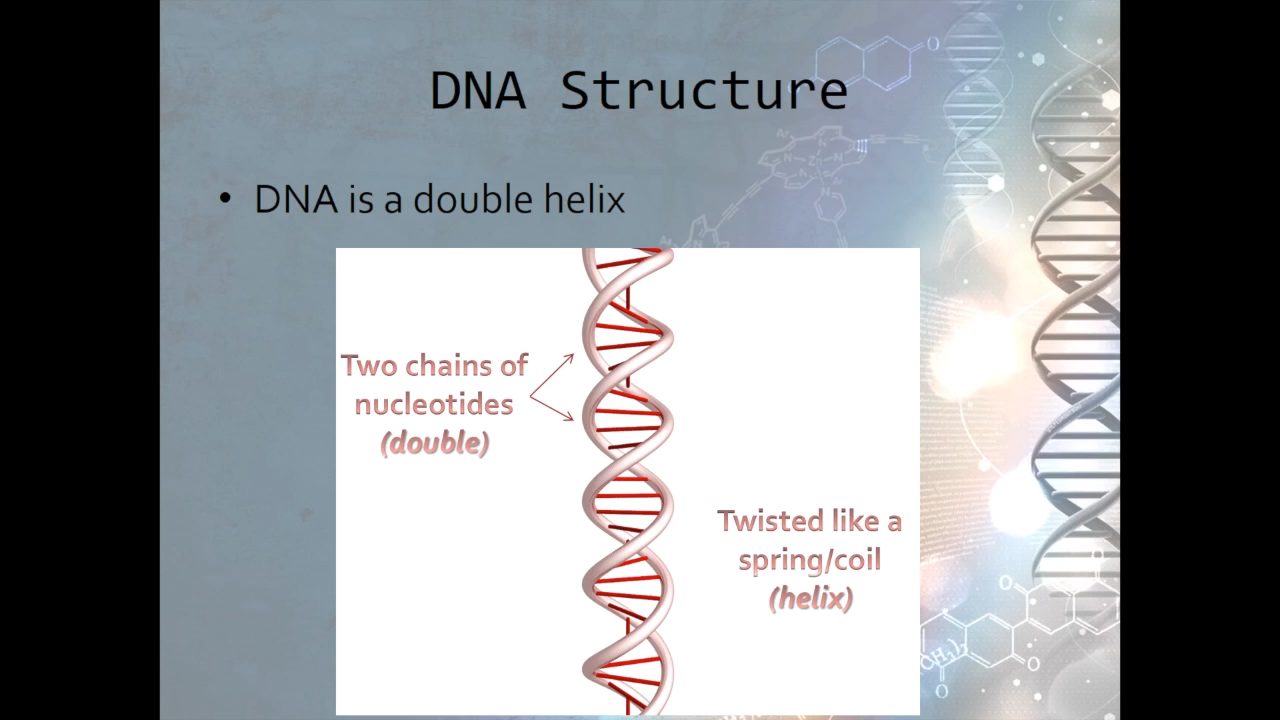 DNA Structure
• DNA is a double helix
Two chains of
nucleotides
(double)
Twisted like a
spring/coil
(helix)
O
N
N
N
N
O
O
O
O